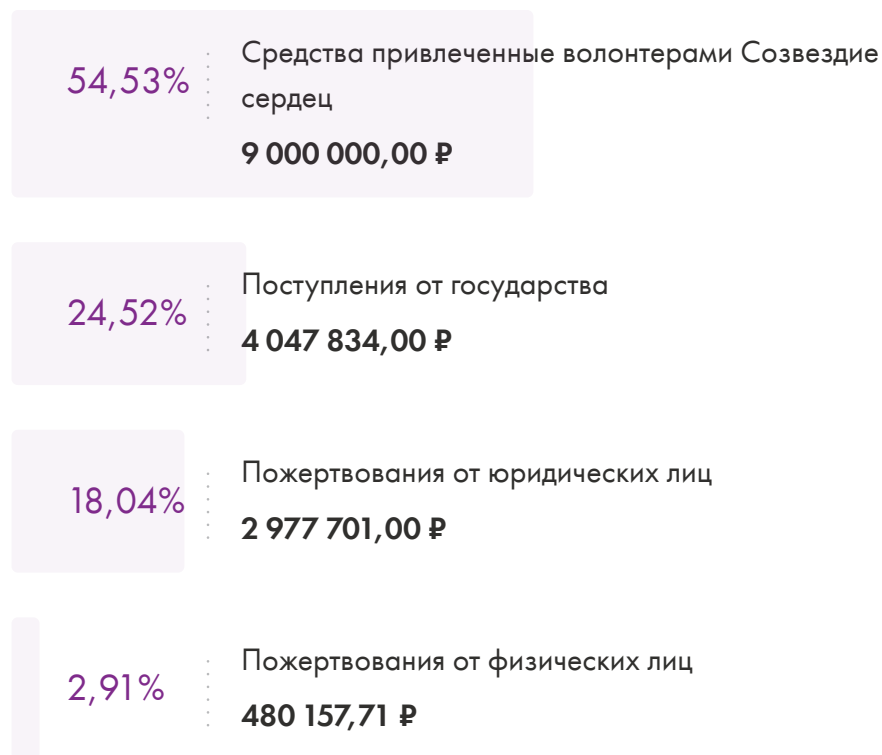 54,53%
Средства привлеченные волонтерами Созвездие
сердец
9 000 000,00 ₽
24,52%
Поступления от государства
4 047 834,00 ₽
18,04%
Пожертвования от юридических лиц
2 977 701,00 ₽
2,91%
Пожертвования от физических лиц
480 157,71 ₽